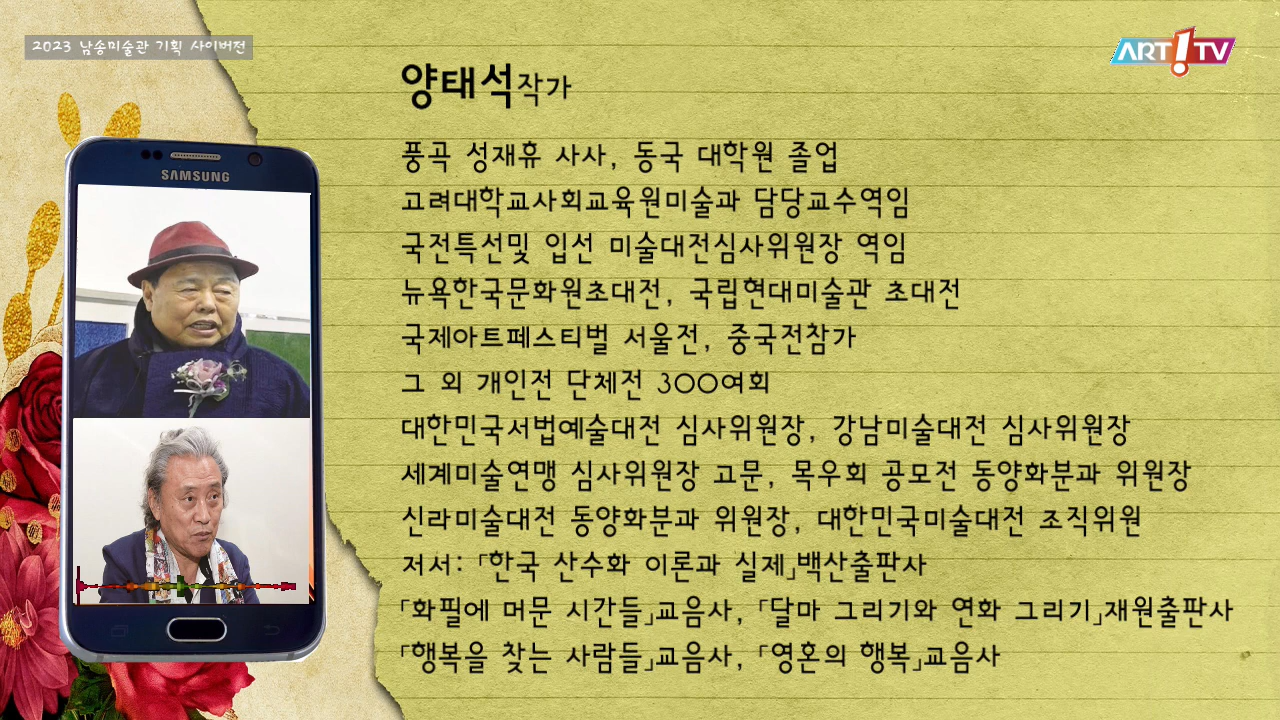 2023 남송미술관 기획 사이버전
ART!TV
양태석작가
SAMSUNG
풍곡 성재휴 사사, 동국 대학원 졸업
고려대학교사회교육원미술과 담당교수역임
국전특선및 입선 미술대전심사위원장 역임
뉴욕한국문화원초대전, 국립현대미술관 초대전
국제아트페스티벌 서울전, 중국전참가
그 외 개인전 단체전 300여회
대한민국서법예술대전 심사위원장, 강남미술대전 심사위원장
세계미술연맹 심사위원장 고문, 목우회 공모전 동양화분과 위원장
신라미술대전 동양화분과 위원장, 대한민국미술대전 조직위원
저서: 「한국 산수화 이론과 실제」백산출판사
「화필에 머문 시간들」교음사, 「달마 그리기와 연화 그리기」재원출판사
「행복을 찾는 사람들」교음사, 「영혼의 행복」교음사